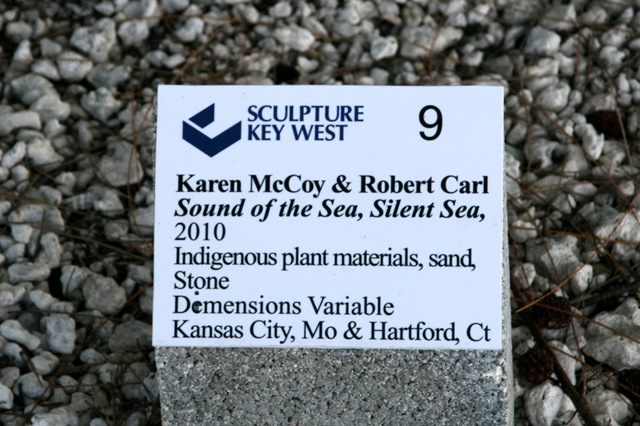 SCULPTURE
KEY WEST
9
Karen McCoy & Robert Carl
Sound of the Sea, Silent Sea,
2010
Indigenous plant materials, sand,
Stone
Demensions Variable
Kansas City, Mo & Hartford, Ct